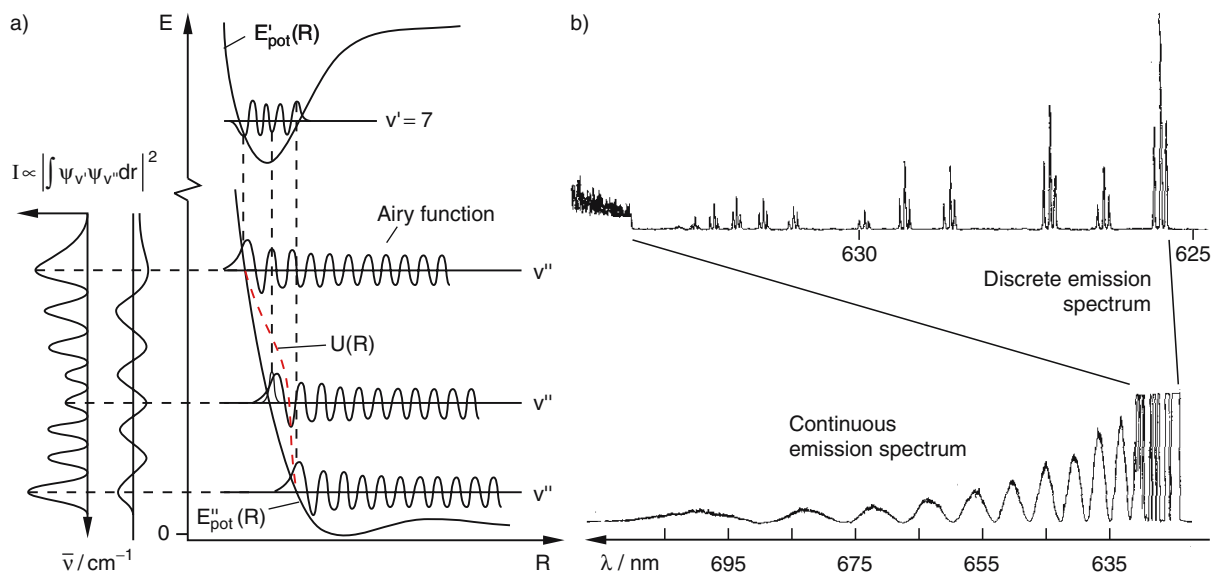 a)
E
E'pot(R)
v' = 7
I ∝ |∫ ψv' ψv'' dr|²
Airy function
v''
U(R)
v''
v''
E''pot(R)
0
ν̄ / cm⁻¹
R
b)
630
625
Discrete emission
spectrum
Continuous
emission spectrum
λ / nm
695
675
655
635